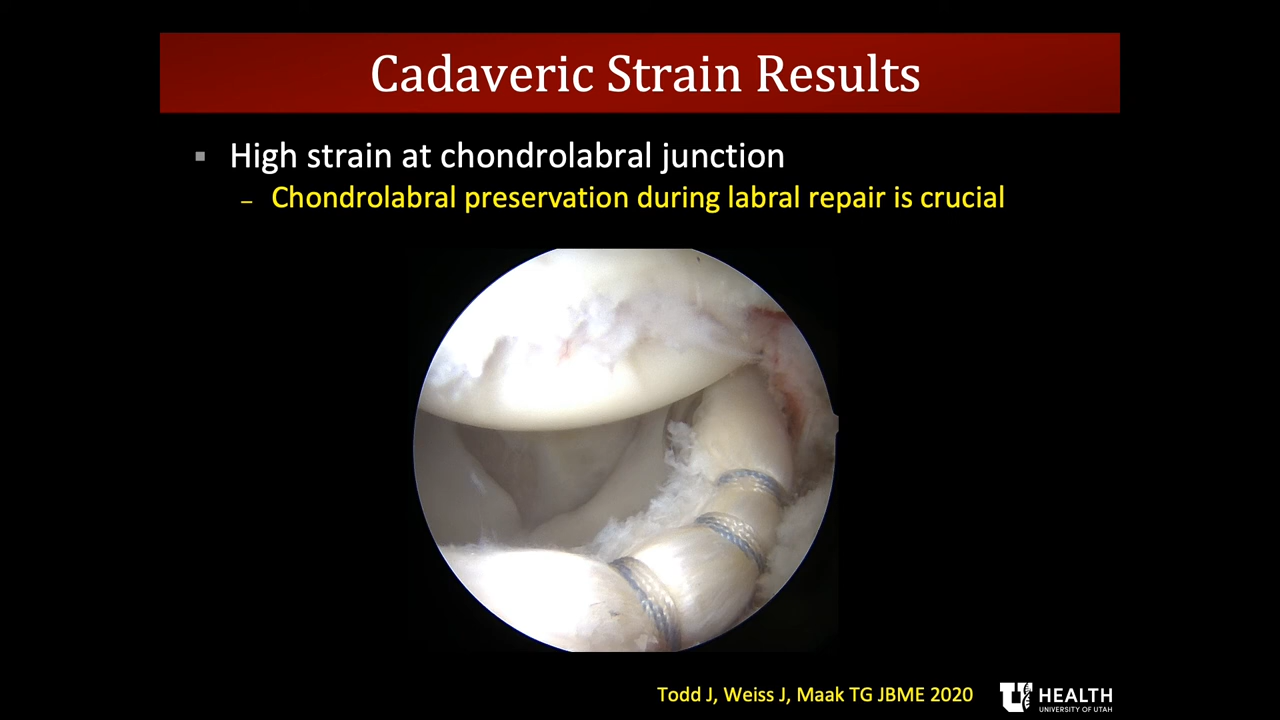 Cadaveric Strain Results
High strain at chondrolabral junction
– Chondrolabral preservation during labral repair is crucial
Todd J, Weiss J, Maak TG JBME 2020
U HEALTH
UNIVERSITY OF UTAH